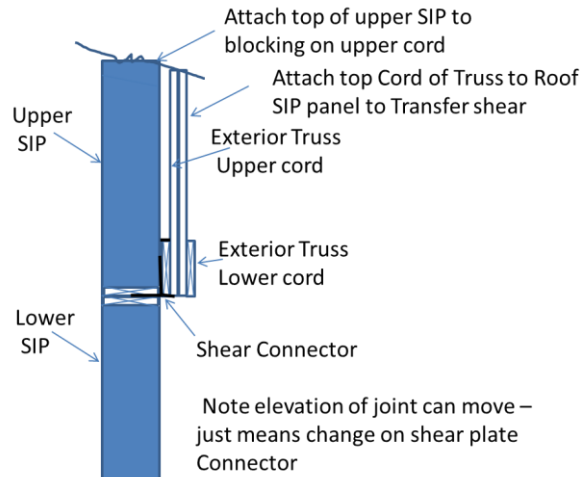 Attach top of upper SIP to
blocking on upper cord
Attach top Cord of Truss to Roof
SIP panel to Transfer shear
Upper
SIP
Exterior Truss
Upper cord
Exterior Truss
Lower cord
Lower
SIP
Shear Connector
Note elevation of joint can move –
just means change on shear plate
Connector